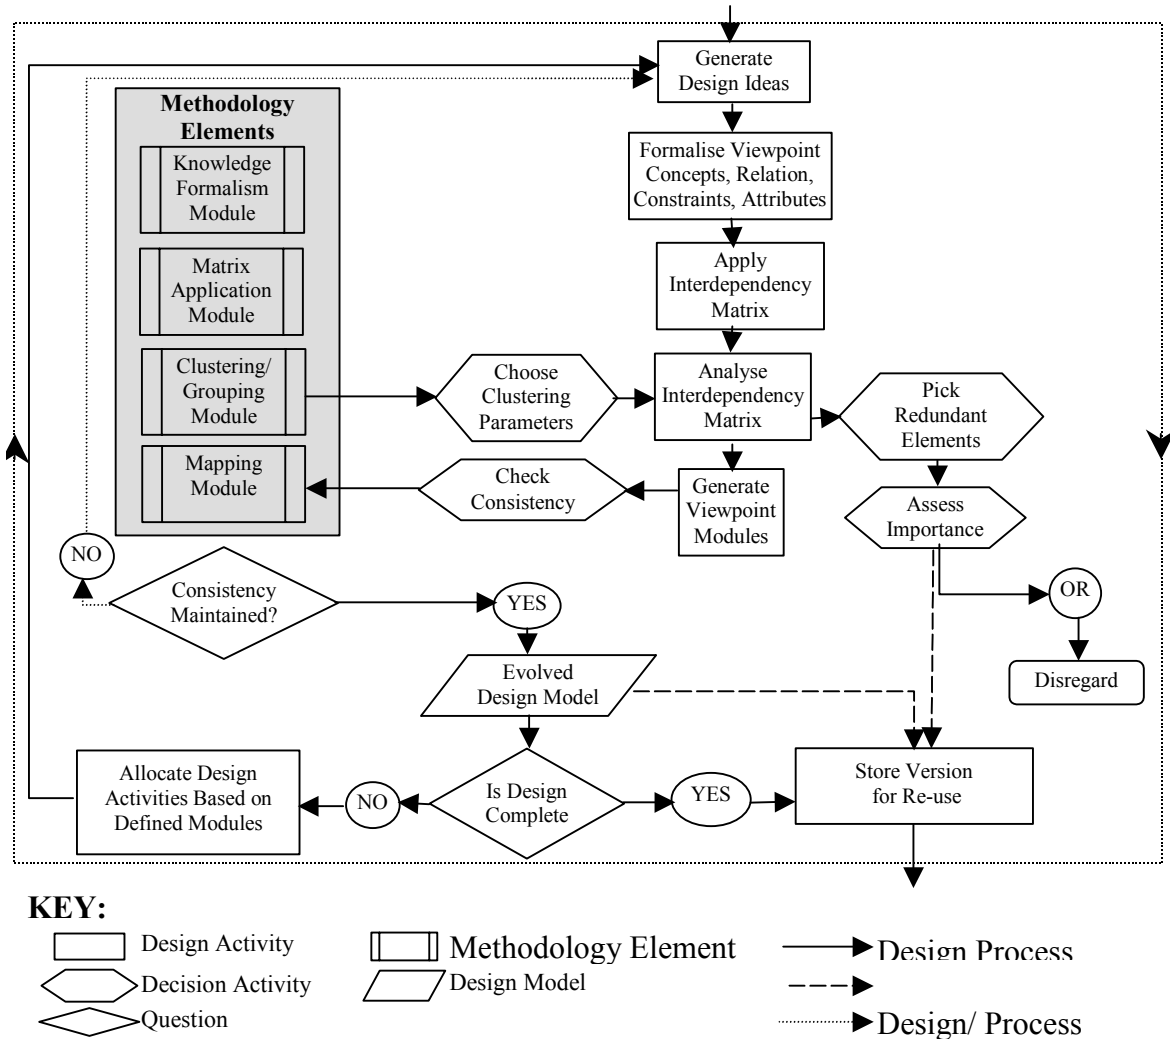 Generate
Design Ideas
Methodology
Elements
Knowledge
Formalism
Module
Matrix
Application
Module
Clustering/
Grouping
Module
Mapping
Module
Formalise Viewpoint
Concepts, Relation,
Constraints, Attributes
Apply
Interdependency
Matrix
Choose
Clustering
Parameters
Analyse
Interdependency
Matrix
Pick
Redundant
Elements
Check
Consistency
Generate
Viewpoint
Modules
Assess
Importance
NO
Consistency
Maintained?
YES
OR
Disregard
Evolved
Design Model
Allocate Design
Activities Based on
Defined Modules
NO
Is Design
Complete
YES
Store Version
for Re-use
KEY:
Design Activity
Methodology Element
Design Process
Decision Activity
Design Model
Question
Design/ Process